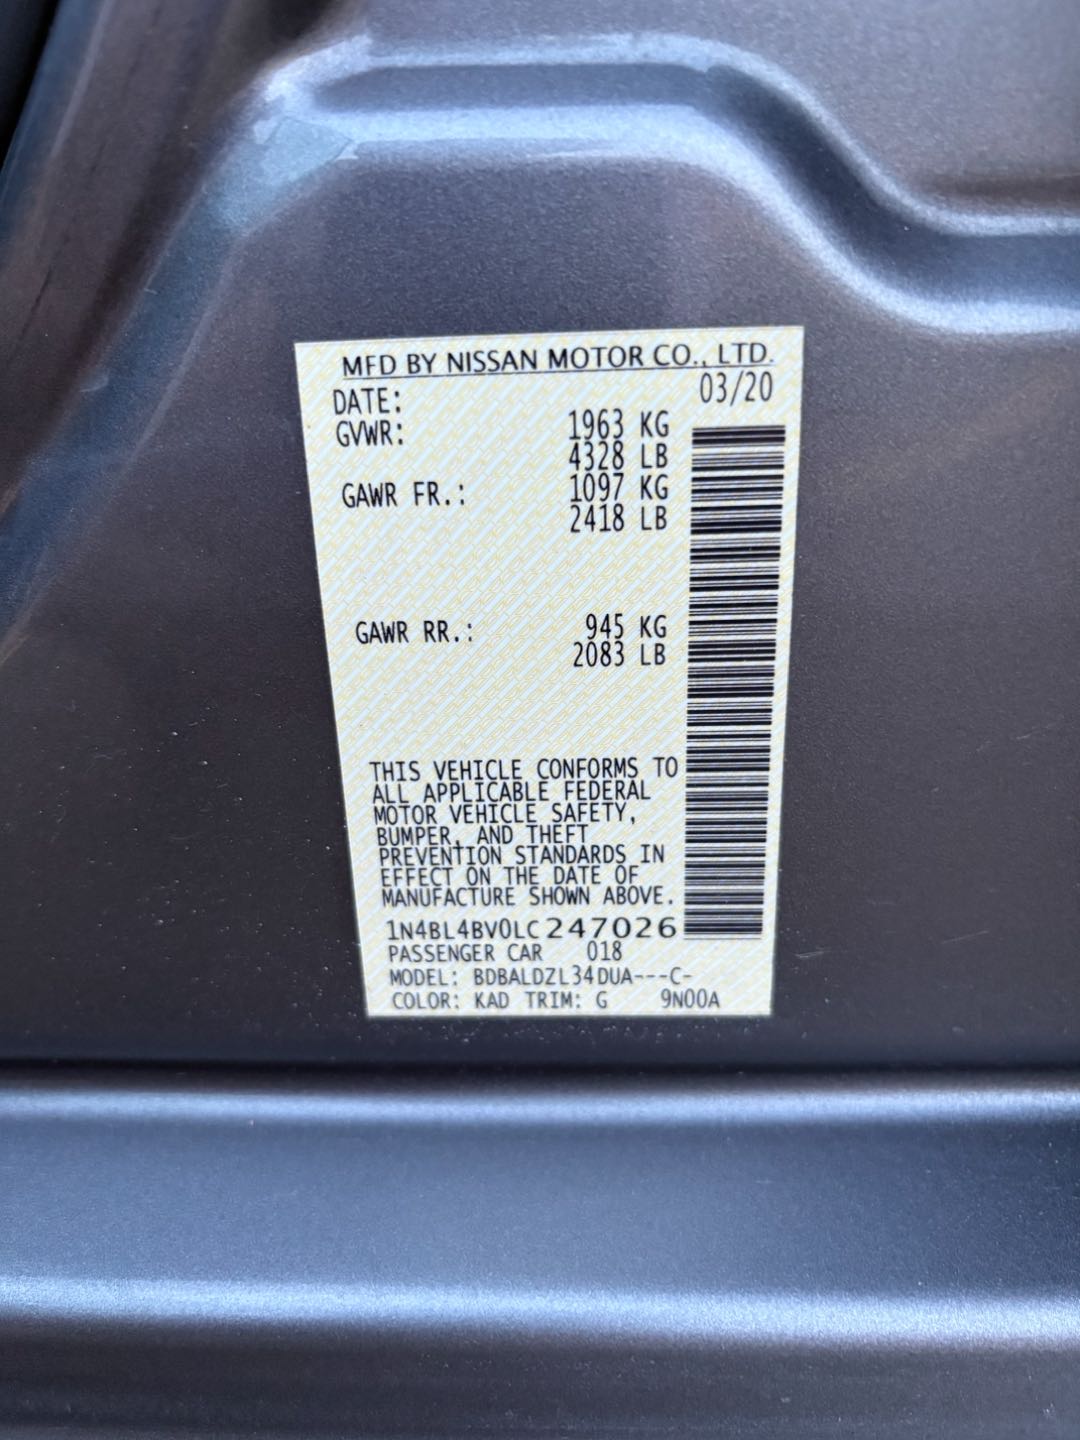 MFD BY NISSAN MOTOR CO., LTD.
DATE: 03/20
GVWR: 1963 KG
4328 LB
GAWR FR.: 1097 KG
2418 LB
GAWR RR.: 945 KG
2083 LB
THIS VEHICLE CONFORMS TO
ALL APPLICABLE FEDERAL
MOTOR VEHICLE SAFETY,
BUMPER, AND THEFT
PREVENTION STANDARDS IN
EFFECT ON THE DATE OF
MANUFACTURE SHOWN ABOVE.
1N4BL4BV0LC247026
PASSENGER CAR 018
MODEL: BDBALDZL34DUA---C-
COLOR: KAD TRIM: G 9N00A